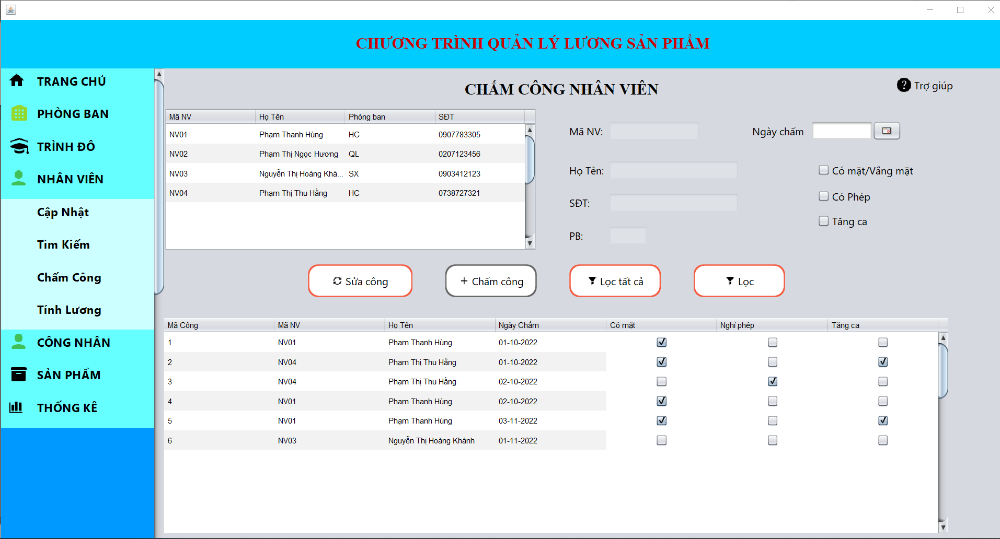 CHƯƠNG TRÌNH QUẢN LÝ LƯƠNG SẢN PHẨM
TRANG CHỦ
PHÒNG BAN
TRÌNH ĐÔ
NHÂN VIÊN
Cập Nhật
Tìm Kiếm
Chấm Công
Tính Lương
CÔNG NHÂN
SẢN PHẨM
THỐNG KÊ
CHẤM CÔNG NHÂN VIÊN
? Trợ giúp
Mã NV Họ Tên Phòng ban SĐT
NV01 Phạm Thanh Hùng HC 0907783305
NV02 Phạm Thị Ngọc Hương QL 0207123456
NV03 Nguyễn Thị Hoàng Khá... SX 0903412123
NV04 Phạm Thị Thu Hằng HC 0738727321
Mã NV: Ngày chấm
Họ Tên: Có mặt/Vắng mặt
Có Phép
SĐT:
Tăng ca
PB:
Sửa công + Chấm công Lọc tất cả Lọc
Mã Công Mã NV Họ Tên Ngày Chấm Có mặt Nghỉ phép Tăng ca
1 NV01 Phạm Thanh Hùng 01-10-2022
2 NV04 Phạm Thị Thu Hằng 01-10-2022
3 NV04 Phạm Thị Thu Hằng 02-10-2022
4 NV01 Phạm Thanh Hùng 02-10-2022
5 NV01 Phạm Thanh Hùng 03-11-2022
6 NV03 Nguyễn Thị Hoàng Khánh 01-11-2022